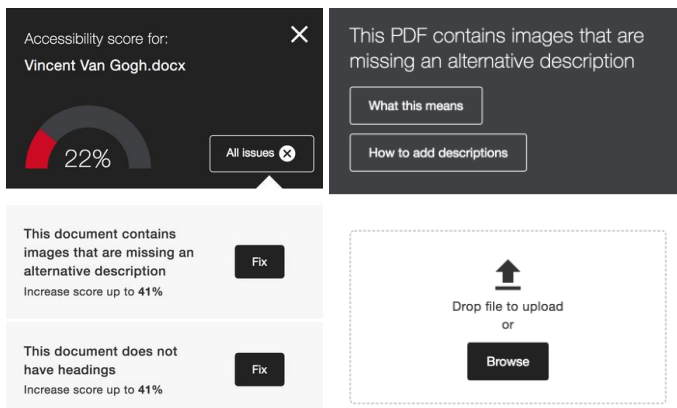 Accessibility score for:
Vincent Van Gogh.docx
22%
All issues
This document contains
images that are missing an
alternative description
Increase score up to 41%
Fix
This document does not
have headings
Increase score up to 41%
Fix
This PDF contains images that are
missing an alternative description
What this means
How to add descriptions
Drop file to upload
or
Browse